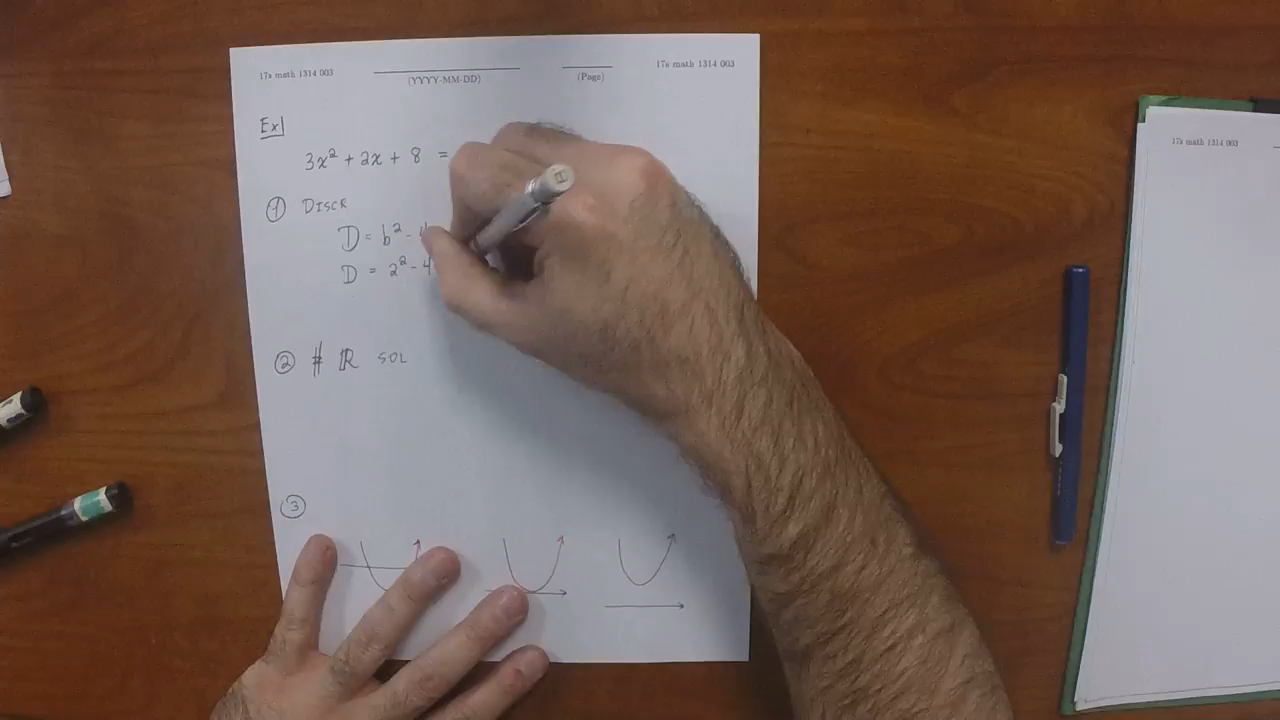 17s math 1314 003
(YYYY-MM-DD)
(Page)
17s math 1314 003
Ex1
3x² + 2x + 8 =
① DISCR
D = b² -
D = 2² - 4
② # ℝ SOL
③
17s math 1314 003